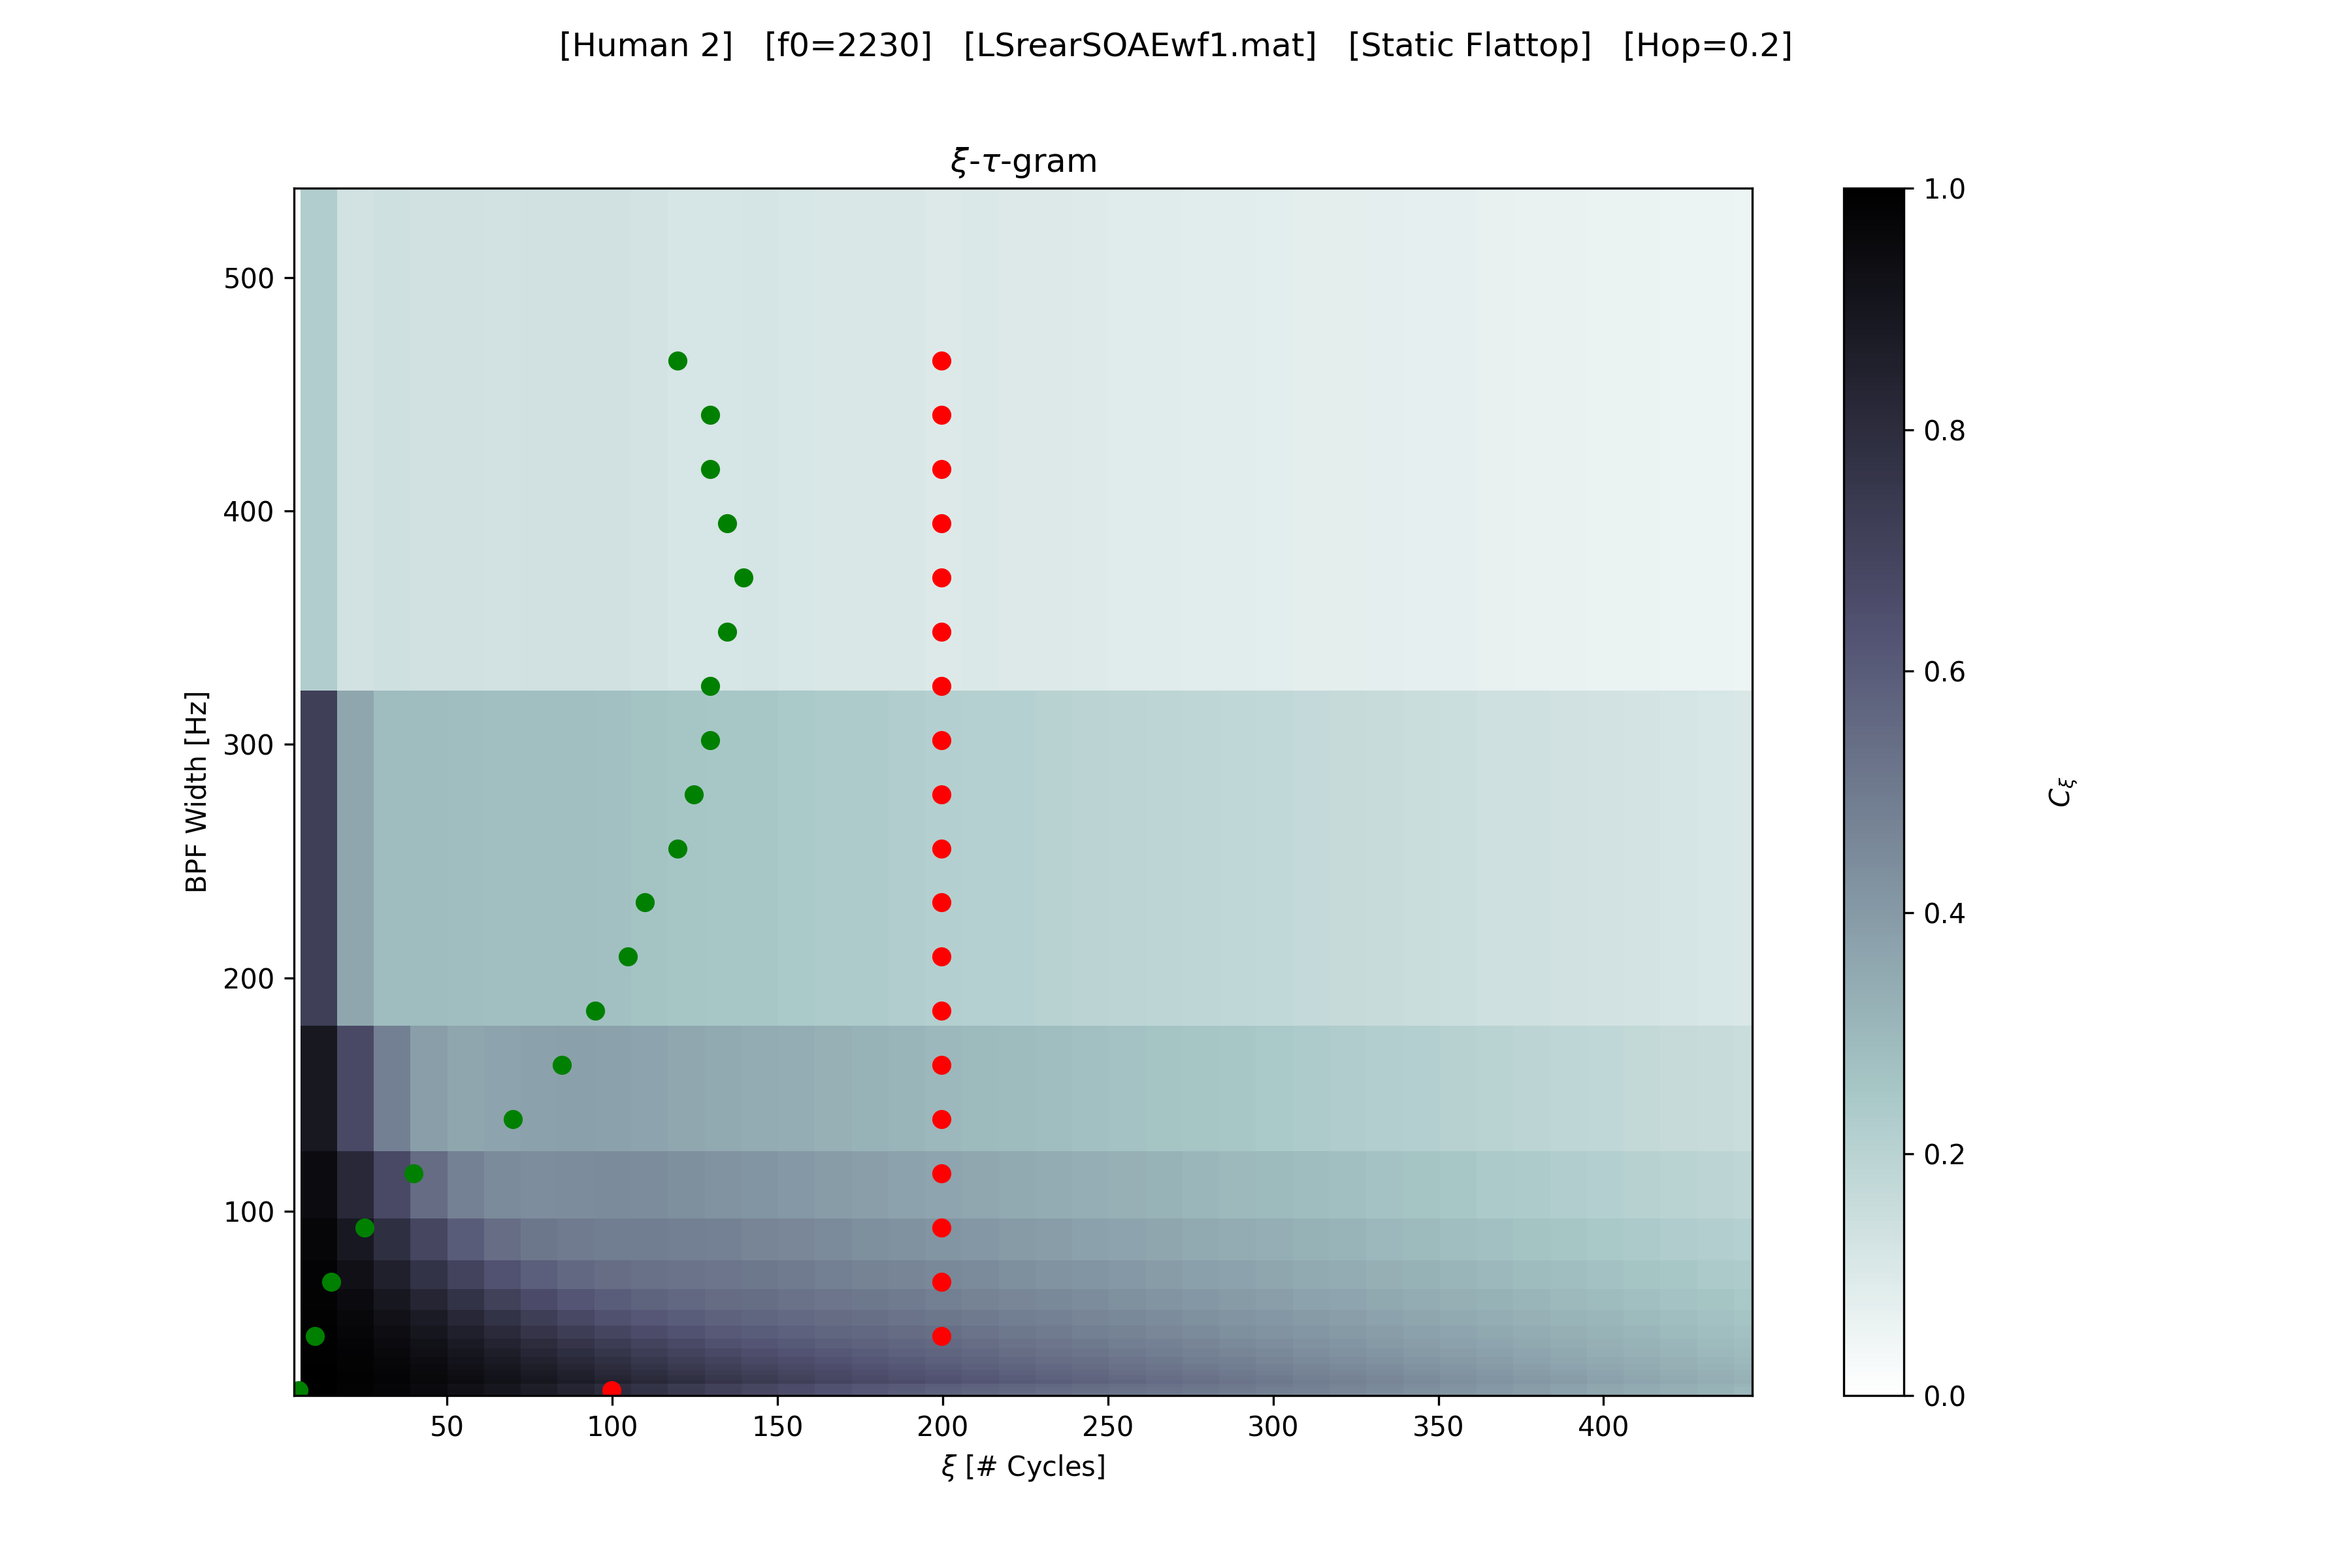 [Human 2]   [f0=2230]   [LSrearSOAEwf1.mat]   [Static Flattop]   [Hop=0.2]
ξ-τ-gram
BPF Width [Hz]
500
400
300
200
100
50 100 150 200 250 300 350 400
ξ [# Cycles]
1.0
0.8
0.6
0.4
0.2
0.0
C_ξ